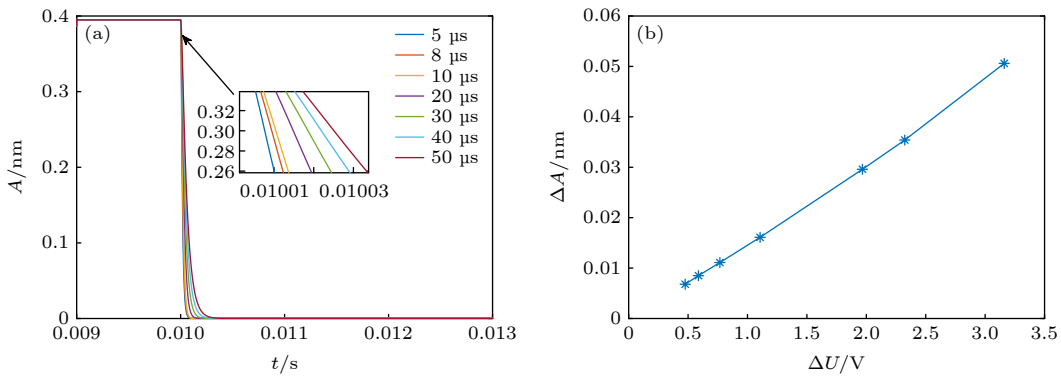 (a)
A/nm
0.4
0.3
0.2
0.1
0
0.009
0.010
0.011
0.012
0.013
t/s
5 µs
8 µs
10 µs
20 µs
30 µs
40 µs
50 µs
0.32
0.30
0.28
0.26
0.01001
0.01003
(b)
ΔA/nm
0.06
0.05
0.04
0.03
0.02
0.01
0.00
0
0.5
1.0
1.5
2.0
2.5
3.0
3.5
ΔU/V